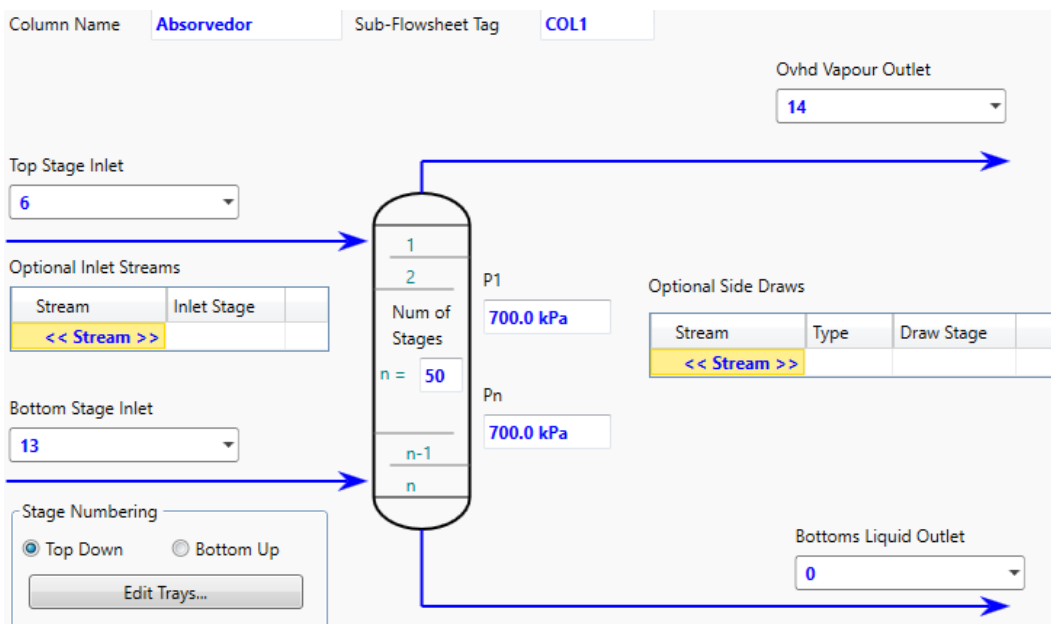 Column Name Absorvedor Sub-Flowsheet Tag COL1
Ovhd Vapour Outlet
14
Top Stage Inlet
6
Optional Inlet Streams
Stream Inlet Stage
<< Stream >>
Bottom Stage Inlet
13
Stage Numbering
Top Down Bottom Up
Edit Trays...
1
2
Num of
Stages
n = 50
n-1
n
P1
700.0 kPa
Pn
700.0 kPa
Optional Side Draws
Stream Type Draw Stage
<< Stream >>
Bottoms Liquid Outlet
0